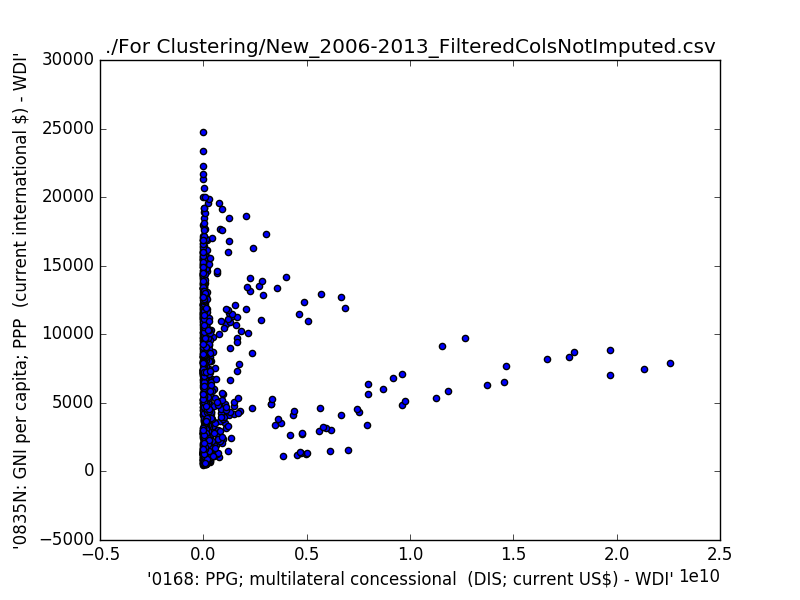 ./For Clustering/New_2006-2013_FilteredColsNotImputed.csv
'0835N: GNI per capita; PPP  (current international $) - WDI'
30000
25000
20000
15000
10000
5000
0
−5000
−0.5 0.0 0.5 1.0 1.5 2.0 2.5
1e10
'0168: PPG; multilateral concessional  (DIS; current US$) - WDI'